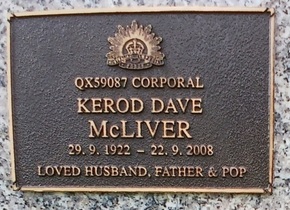 QX59087 CORPORAL
KEROD DAVE
McLIVER
29. 9. 1922 – 22. 9. 2008
LOVED HUSBAND, FATHER & POP